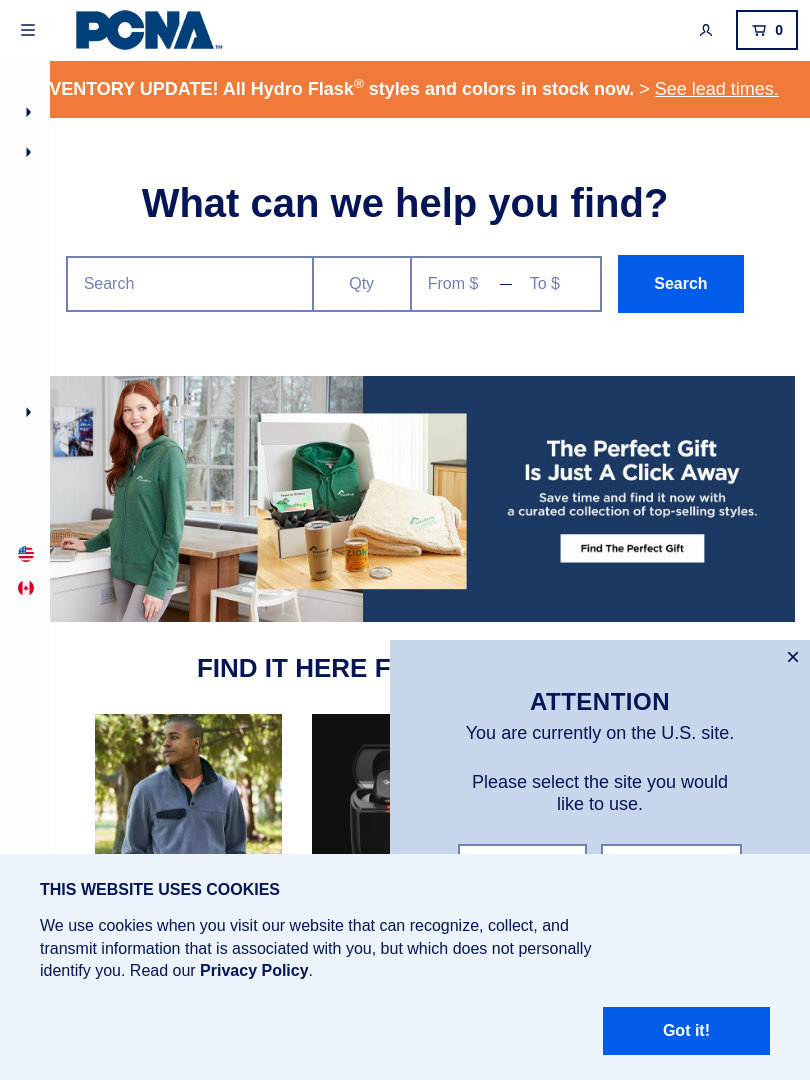 PCNA™
0
VENTORY UPDATE! All Hydro Flask® styles and colors in stock now. > See lead times.
What can we help you find?
Search
Qty
From $ — To $
Search
The Perfect Gift
Is Just A Click Away
Save time and find it now with
a curated collection of top-selling styles.
Find The Perfect Gift
FIND IT HERE F
×
ATTENTION
You are currently on the U.S. site.
Please select the site you would
like to use.
THIS WEBSITE USES COOKIES
We use cookies when you visit our website that can recognize, collect, and
transmit information that is associated with you, but which does not personally
identify you. Read our Privacy Policy.
Got it!